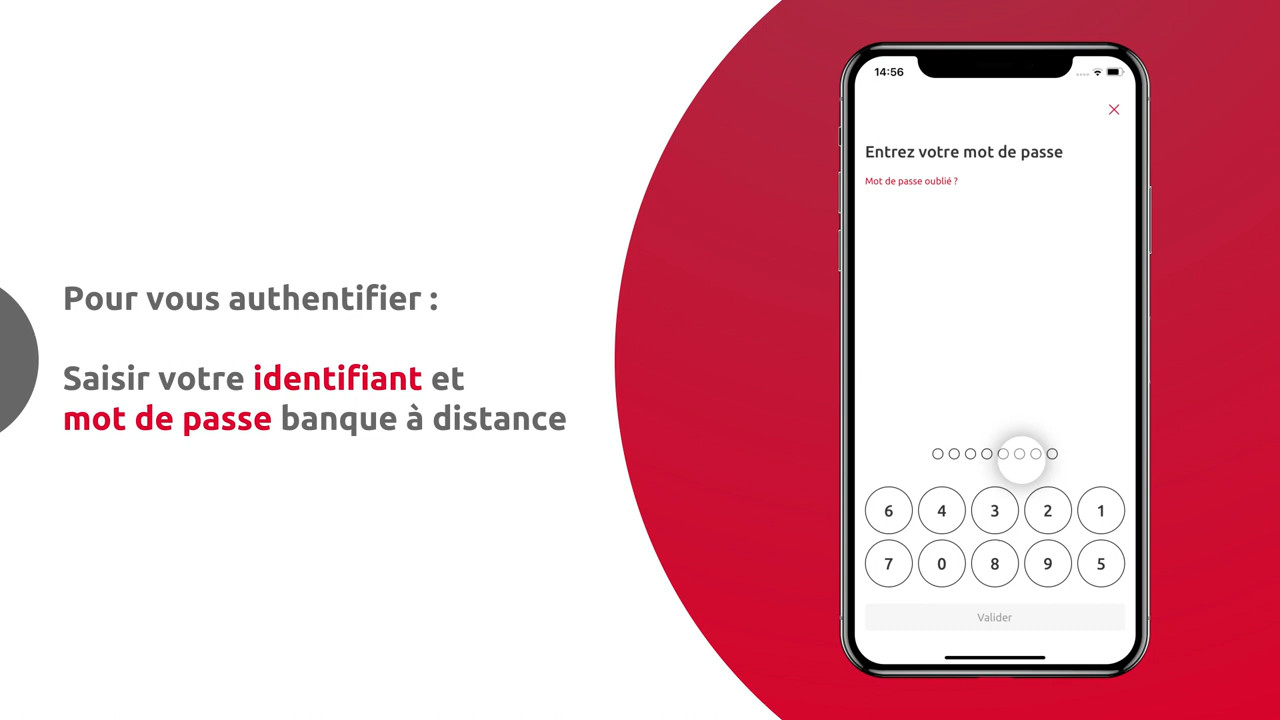 Pour vous authentifier :
Saisir votre identifiant et
mot de passe banque à distance
14:56
Entrez votre mot de passe
Mot de passe oublié ?
6 4 3 2 1
7 0 8 9 5
Valider